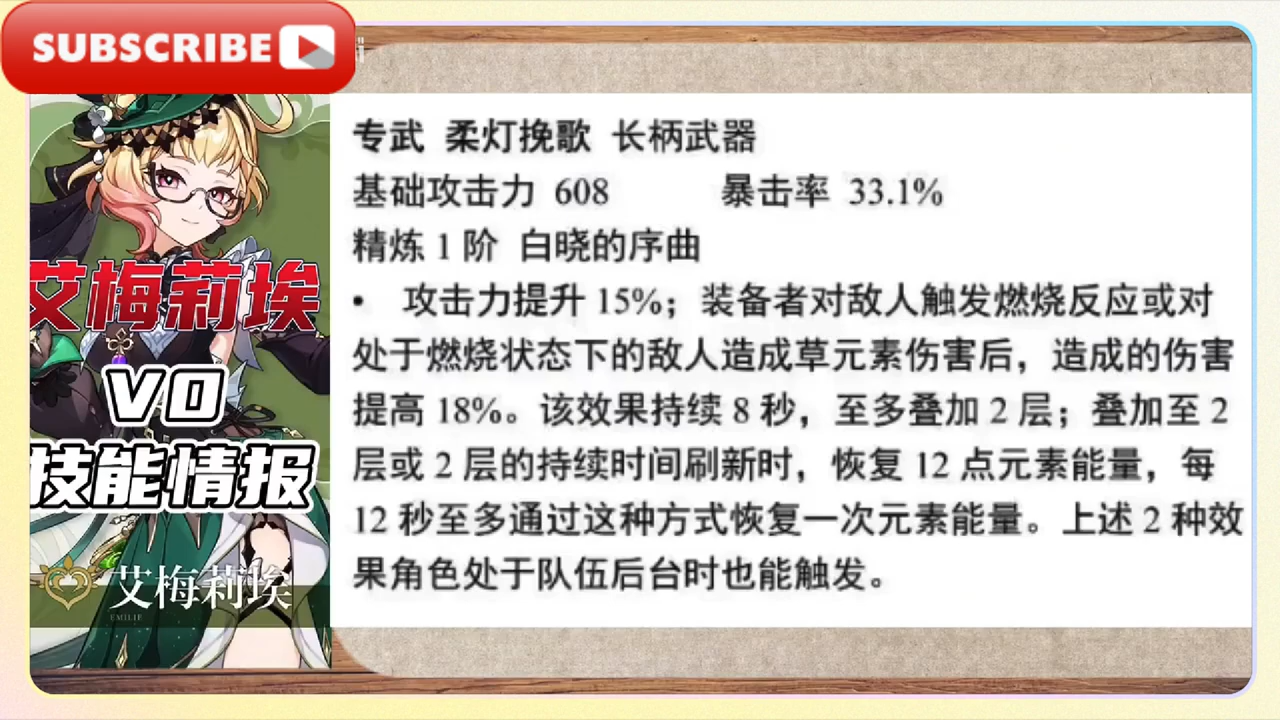 SUBSCRIBE
专武 柔灯挽歌 长柄武器
基础攻击力 608 暴击率 33.1%
精炼 1 阶 白晓的序曲
• 攻击力提升 15%；装备者对敌人触发燃烧反应或对
处于燃烧状态下的敌人造成草元素伤害后，造成的伤害
提高 18%。该效果持续 8 秒，至多叠加 2 层；叠加至 2
层或 2 层的持续时间刷新时，恢复 12 点元素能量，每
12 秒至多通过这种方式恢复一次元素能量。上述 2 种效
果角色处于队伍后台时也能触发。
艾梅莉埃
V0
技能情报
艾梅莉埃
EMILIE